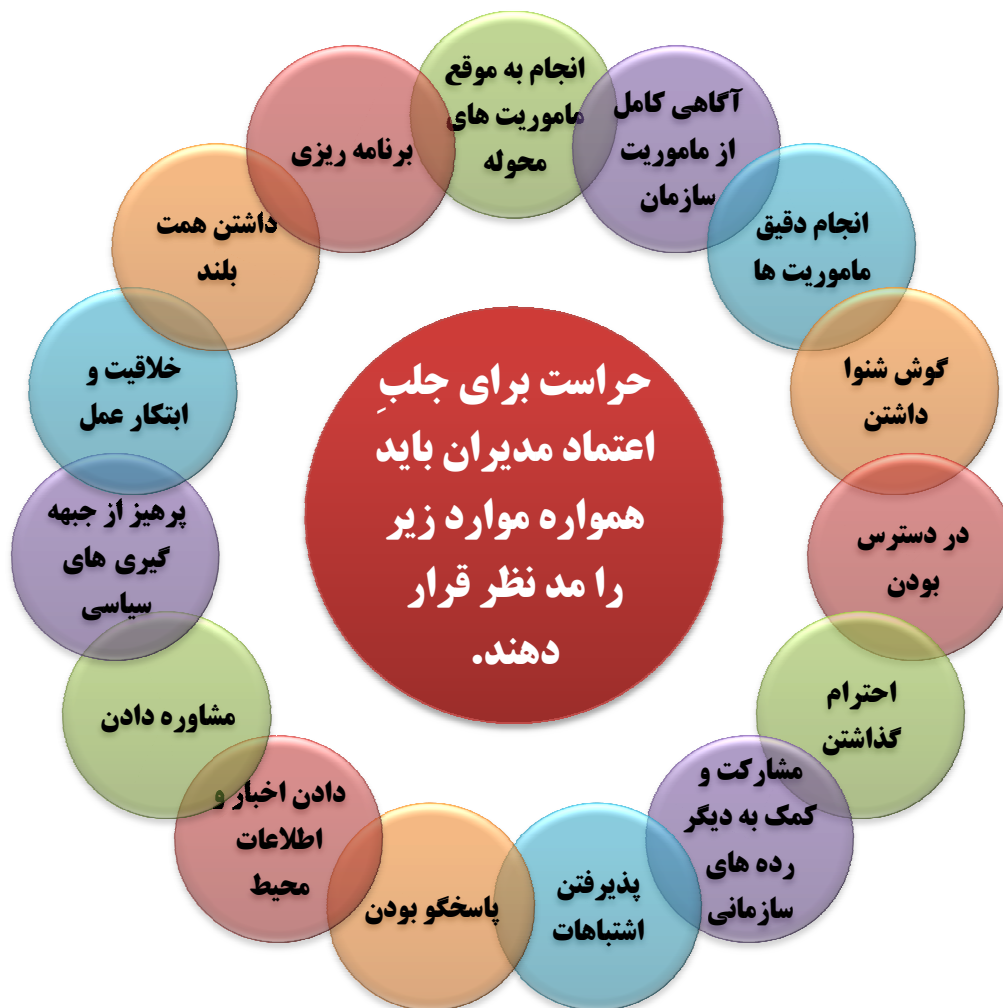 حراست برای جلبِ
اعتماد مدیران باید
همواره موارد زیر
را مد نظر قرار
دهند.
انجام به موقع
ماموریت های
محوله
آگاهی کامل
از ماموریت
سازمان
انجام دقیق
ماموریت ها
گوش شنوا
داشتن
در دسترس
بودن
احترام
گذاشتن
مشارکت و
کمک به دیگر
رده های
سازمانی
پذیرفتن
اشتباهات
پاسخگو بودن
دادن اخبار و
اطلاعات
محیط
مشاوره دادن
پرهیز از جبهه
گیری های
سیاسی
خلاقیت و
ابتکار عمل
داشتن همت
بلند
برنامه ریزی